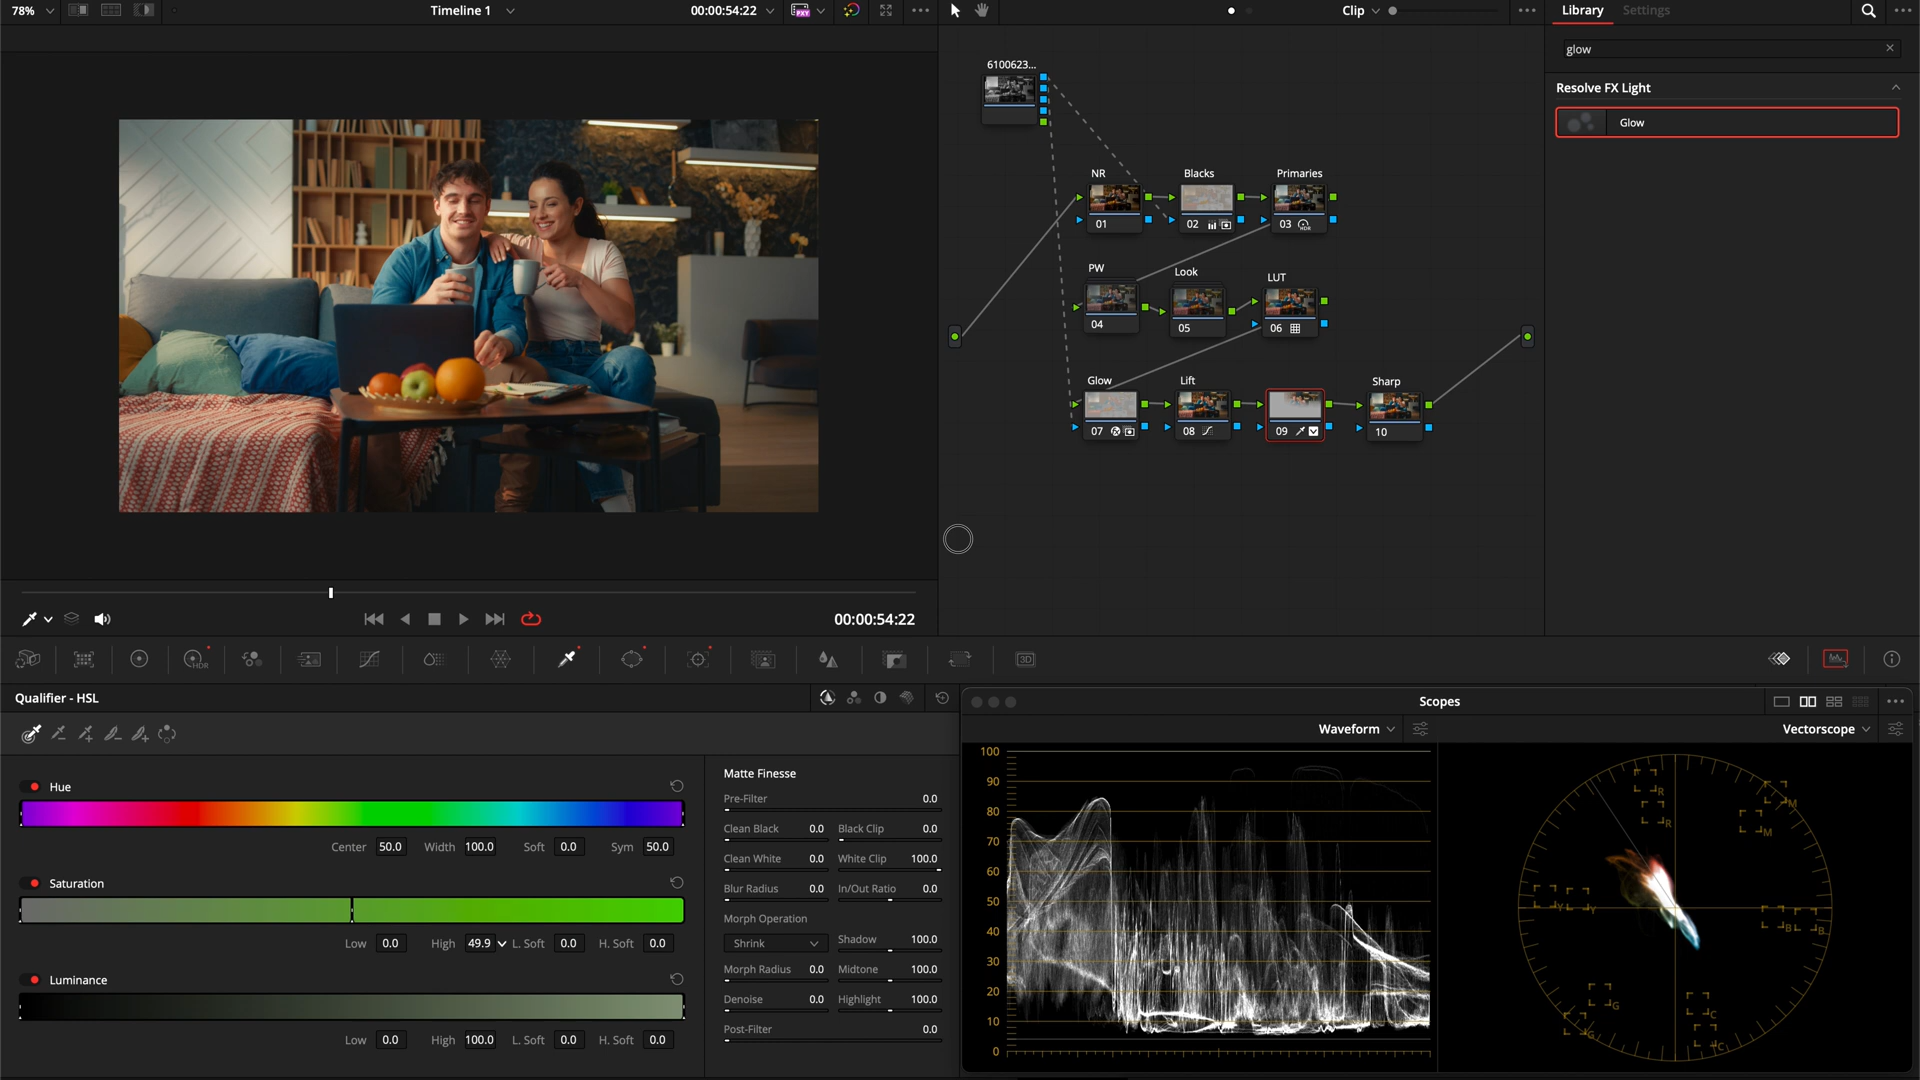 78%
Timeline 1
00:00:54:22
PXY
Clip
Library
Settings
glow
Resolve FX Light
Glow
6100623...
NR
Blacks
Primaries
01
02
03
HDR
PW
Look
LUT
04
05
06
Glow
Lift
Sharp
07
08
09
10
00:00:54:22
HDR
3D
Qualifier - HSL
Hue
Center 50.0 Width 100.0 Soft 0.0 Sym 50.0
Saturation
Low 0.0 High 49.9 L. Soft 0.0 H. Soft 0.0
Luminance
Low 0.0 High 100.0 L. Soft 0.0 H. Soft 0.0
Matte Finesse
Pre-Filter 0.0
Clean Black 0.0 Black Clip 0.0
Clean White 0.0 White Clip 100.0
Blur Radius 0.0 In/Out Ratio 0.0
Morph Operation
Shrink
Shadow 100.0
Morph Radius 0.0 Midtone 100.0
Denoise 0.0 Highlight 100.0
Post-Filter 0.0
Scopes
Waveform
Vectorscope
100
90
80
70
60
50
40
30
20
10
0
R
R
M
M
Y
Y
B
B
G
G
C
C